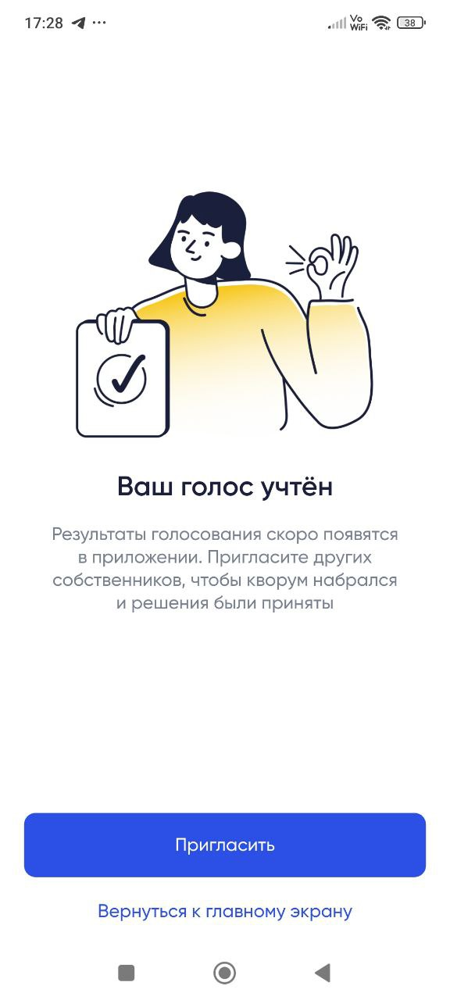 17:28
Vo
WiFi
38
Ваш голос учтён
Результаты голосования скоро появятся
в приложении. Пригласите других
собственников, чтобы кворум набрался
и решения были приняты
Пригласить
Вернуться к главному экрану